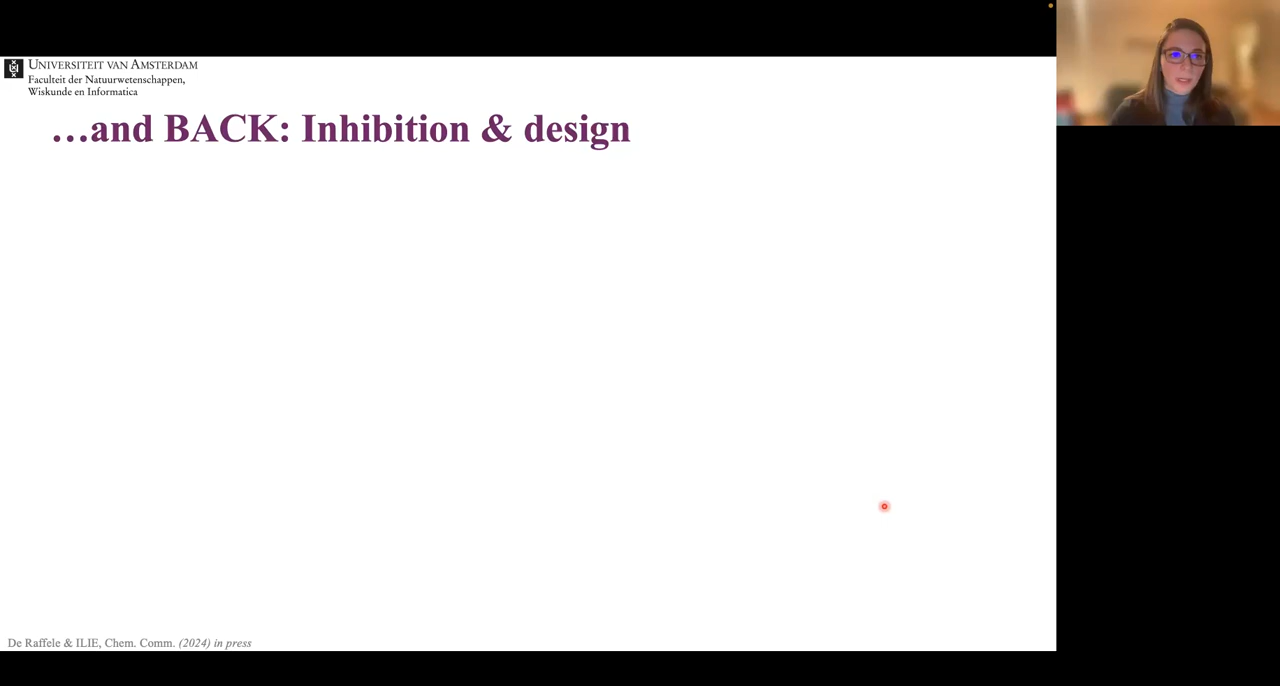 UNIVERSITEIT VAN AMSTERDAM
Faculteit der Natuurwetenschappen,
Wiskunde en Informatica
…and BACK: Inhibition & design
De Raffele & ILIE, Chem. Comm. (2024) in press